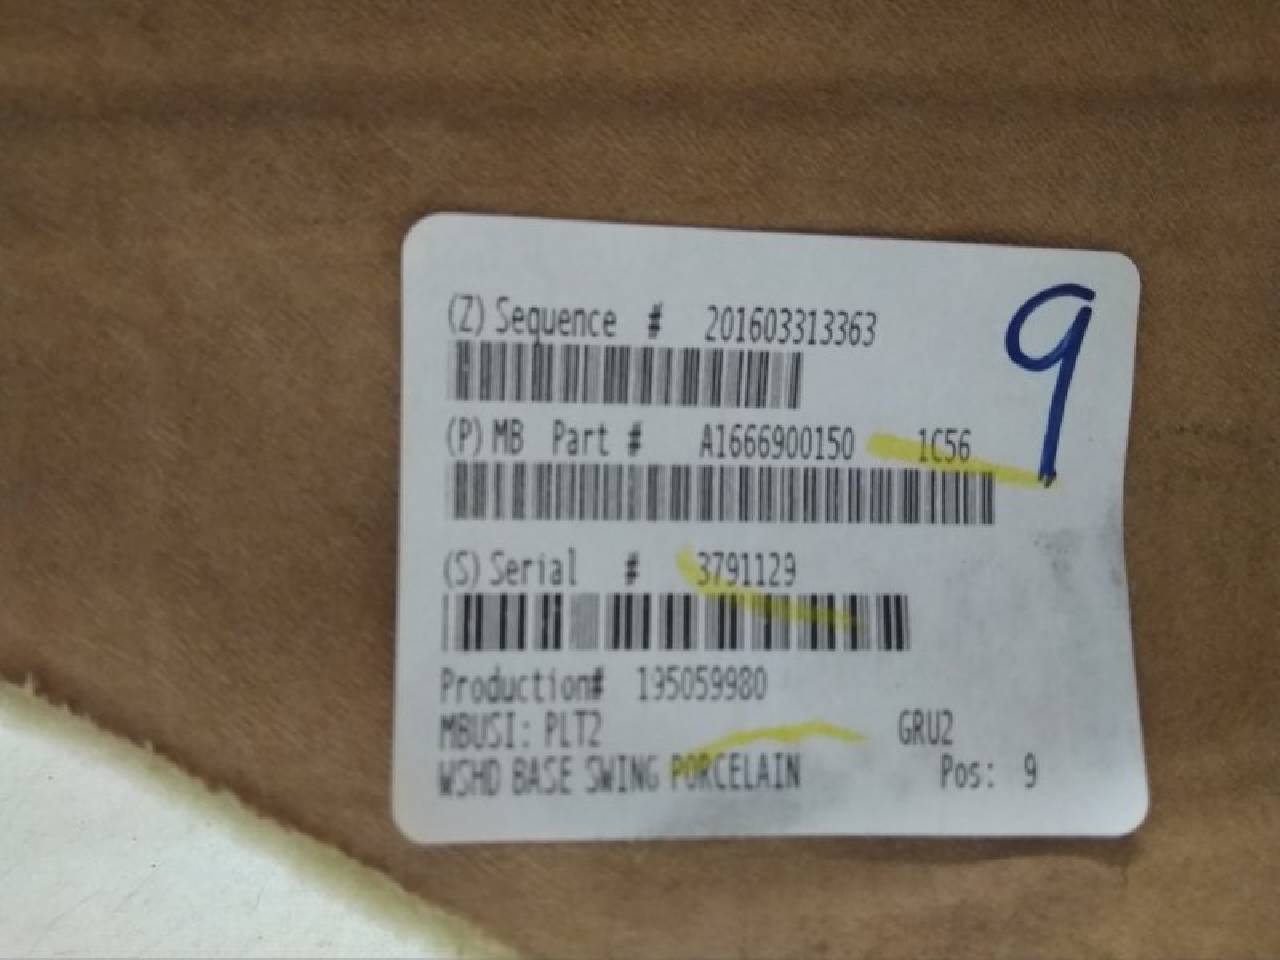 (Z) Sequence # 201603313363
9
(P) MB Part # A1666900150 1C56
(S) Serial # 3791129
Production# 195059980
MBUSI: PLT2 GRU2
WSHD BASE SWING PORCELAIN Pos: 9